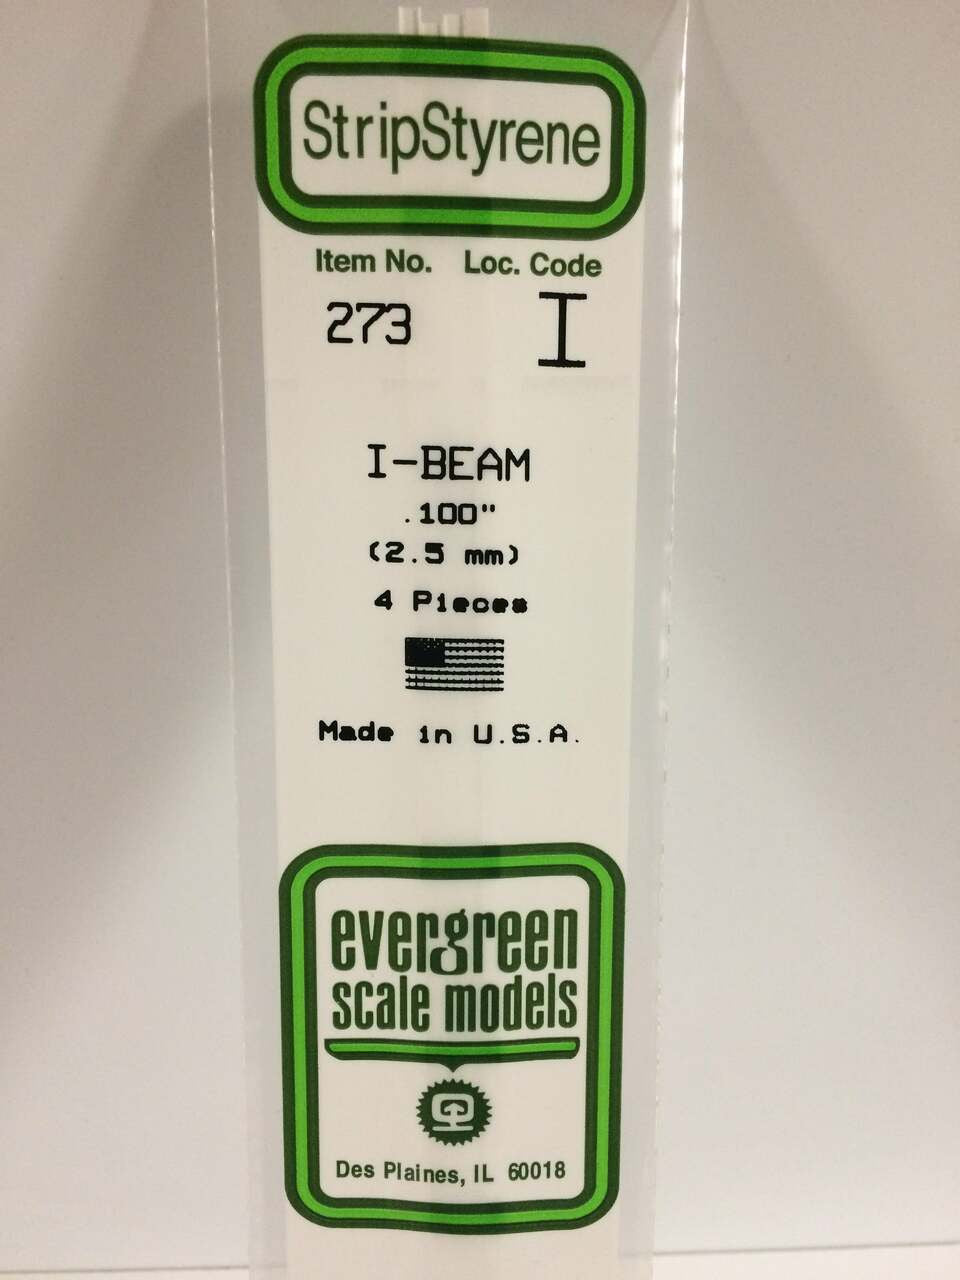 StripStyrene
Item No. Loc. Code
273 I
I-BEAM
.100"
(2.5 mm)
4 Pieces
Made in U.S.A.
evergreen
scale models
Des Plaines, IL 60018